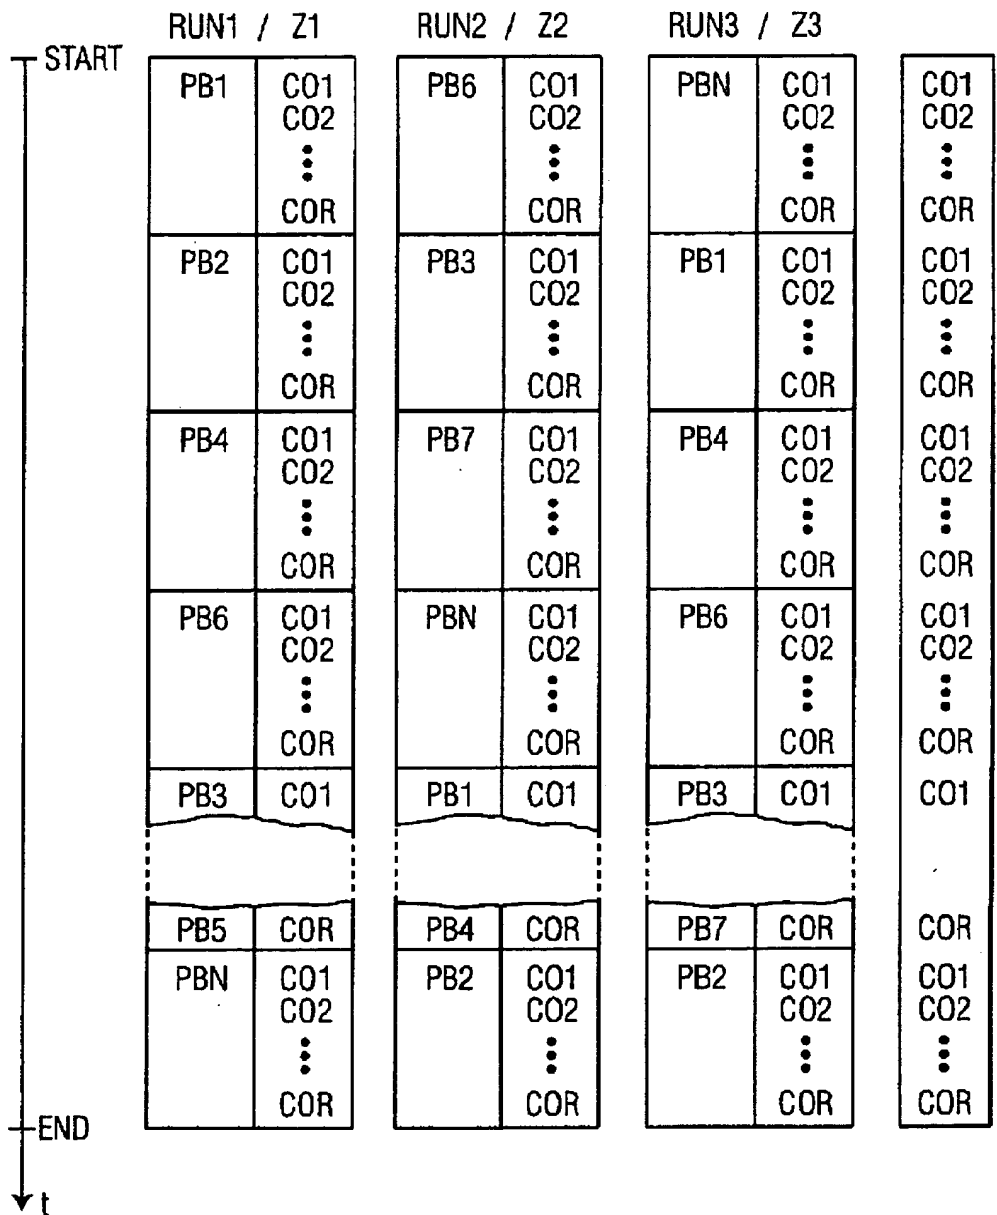 RUN1 / Z1 RUN2 / Z2 RUN3 / Z3
START
PB1 CO1 PB6 CO1 PBN CO1 CO1
CO2 CO2 CO2 CO2
COR COR COR COR
PB2 CO1 PB3 CO1 PB1 CO1 CO1
CO2 CO2 CO2 CO2
COR COR COR COR
PB4 CO1 PB7 CO1 PB4 CO1 CO1
CO2 CO2 CO2 CO2
COR COR COR COR
PB6 CO1 PBN CO1 PB6 CO1 CO1
CO2 CO2 CO2 CO2
COR COR COR COR
PB3 CO1 PB1 CO1 PB3 CO1 CO1
PB5 COR PB4 COR PB7 COR COR
PBN CO1 PB2 CO1 PB2 CO1 CO1
CO2 CO2 CO2 CO2
COR COR COR COR
END
t